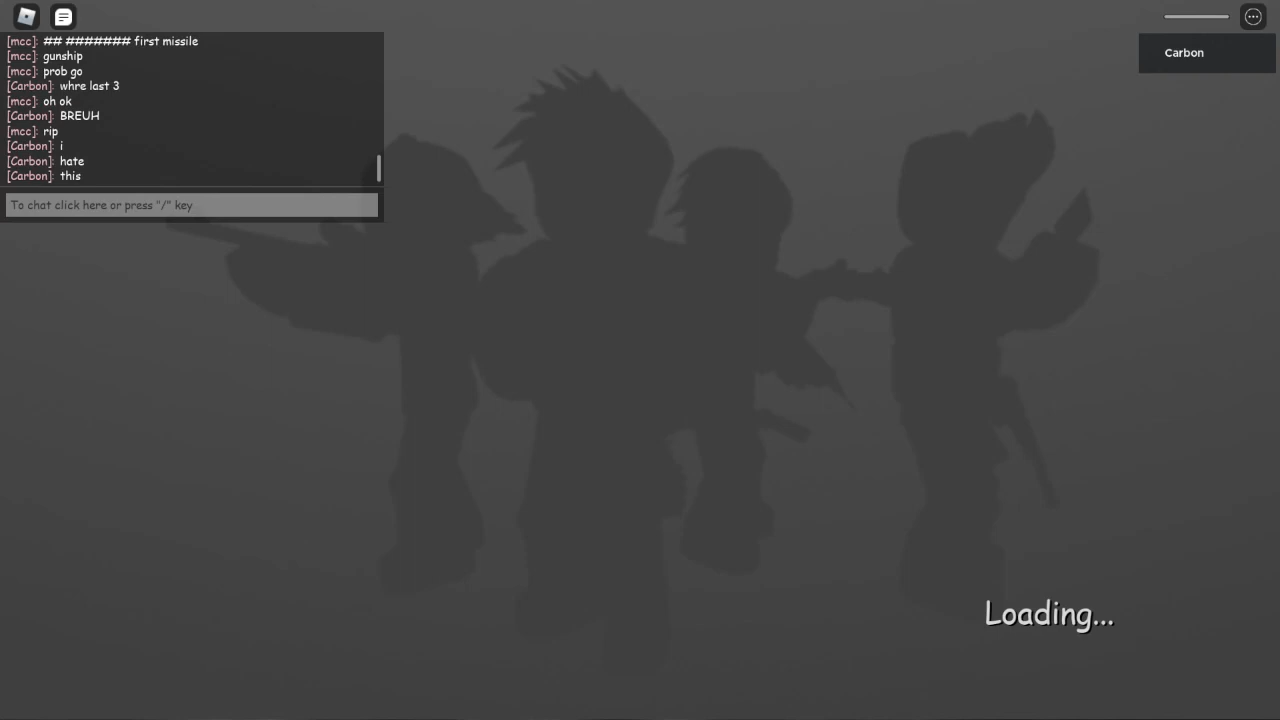 [mcc]: ## ####### first missile
[mcc]: gunship
[mcc]: prob go
[Carbon]: whre last 3
[mcc]: oh ok
[Carbon]: BREUH
[mcc]: rip
[Carbon]: i
[Carbon]: hate
[Carbon]: this
To chat click here or press "/" key
Carbon
Loading...